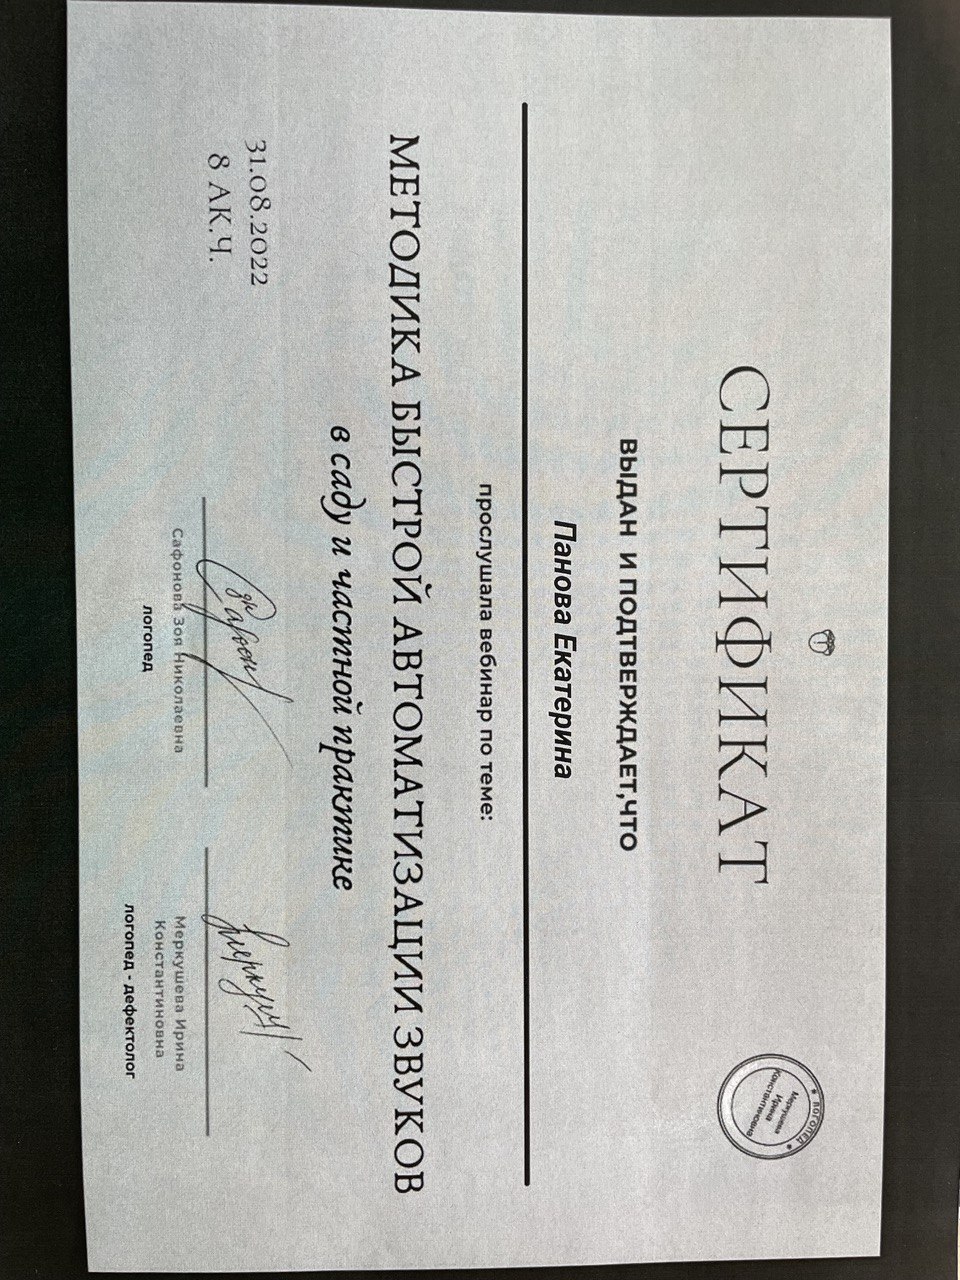 СЕРТИФИКАТ
ВЫДАН И ПОДТВЕРЖДАЕТ,ЧТО
Панова Екатерина
прослушала вебинар по теме:
МЕТОДИКА БЫСТРОЙ АВТОМАТИЗАЦИИ ЗВУКОВ
в саду и частной практике
31.08.2022
8 АК.Ч.
Сафонова Зоя Николаевна
логопед
Меркушева Ирина
Константиновна
логопед - дефектолог
ЛОГОПЕД
Меркушева
Ирина
Константиновна